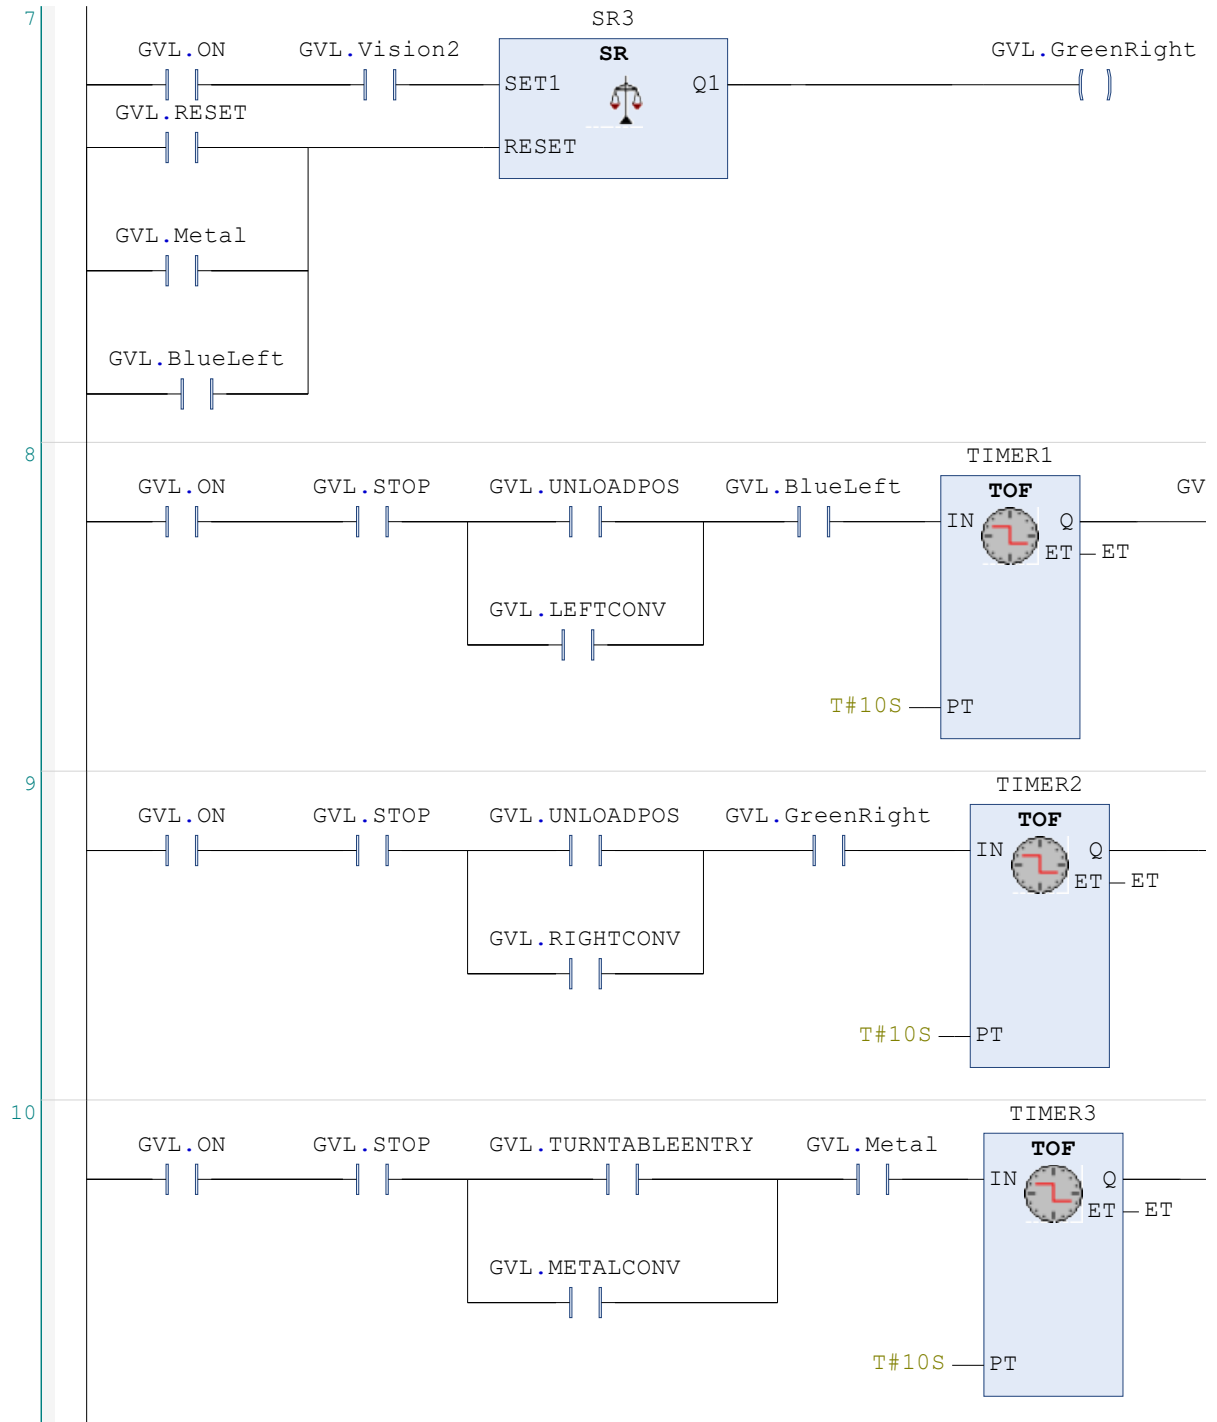 7
SR3
GVL.ON GVL.Vision2 SR GVL.GreenRight
SET1 Q1
GVL.RESET
RESET
GVL.Metal
GVL.BlueLeft
8
TIMER1
GVL.ON GVL.STOP GVL.UNLOADPOS GVL.BlueLeft TOF GV
IN Q
ET ET
GVL.LEFTCONV
T#10S PT
9
TIMER2
GVL.ON GVL.STOP GVL.UNLOADPOS GVL.GreenRight TOF
IN Q
ET ET
GVL.RIGHTCONV
T#10S PT
10
TIMER3
GVL.ON GVL.STOP GVL.TURNTABLEENTRY GVL.Metal TOF
IN Q
ET ET
GVL.METALCONV
T#10S PT